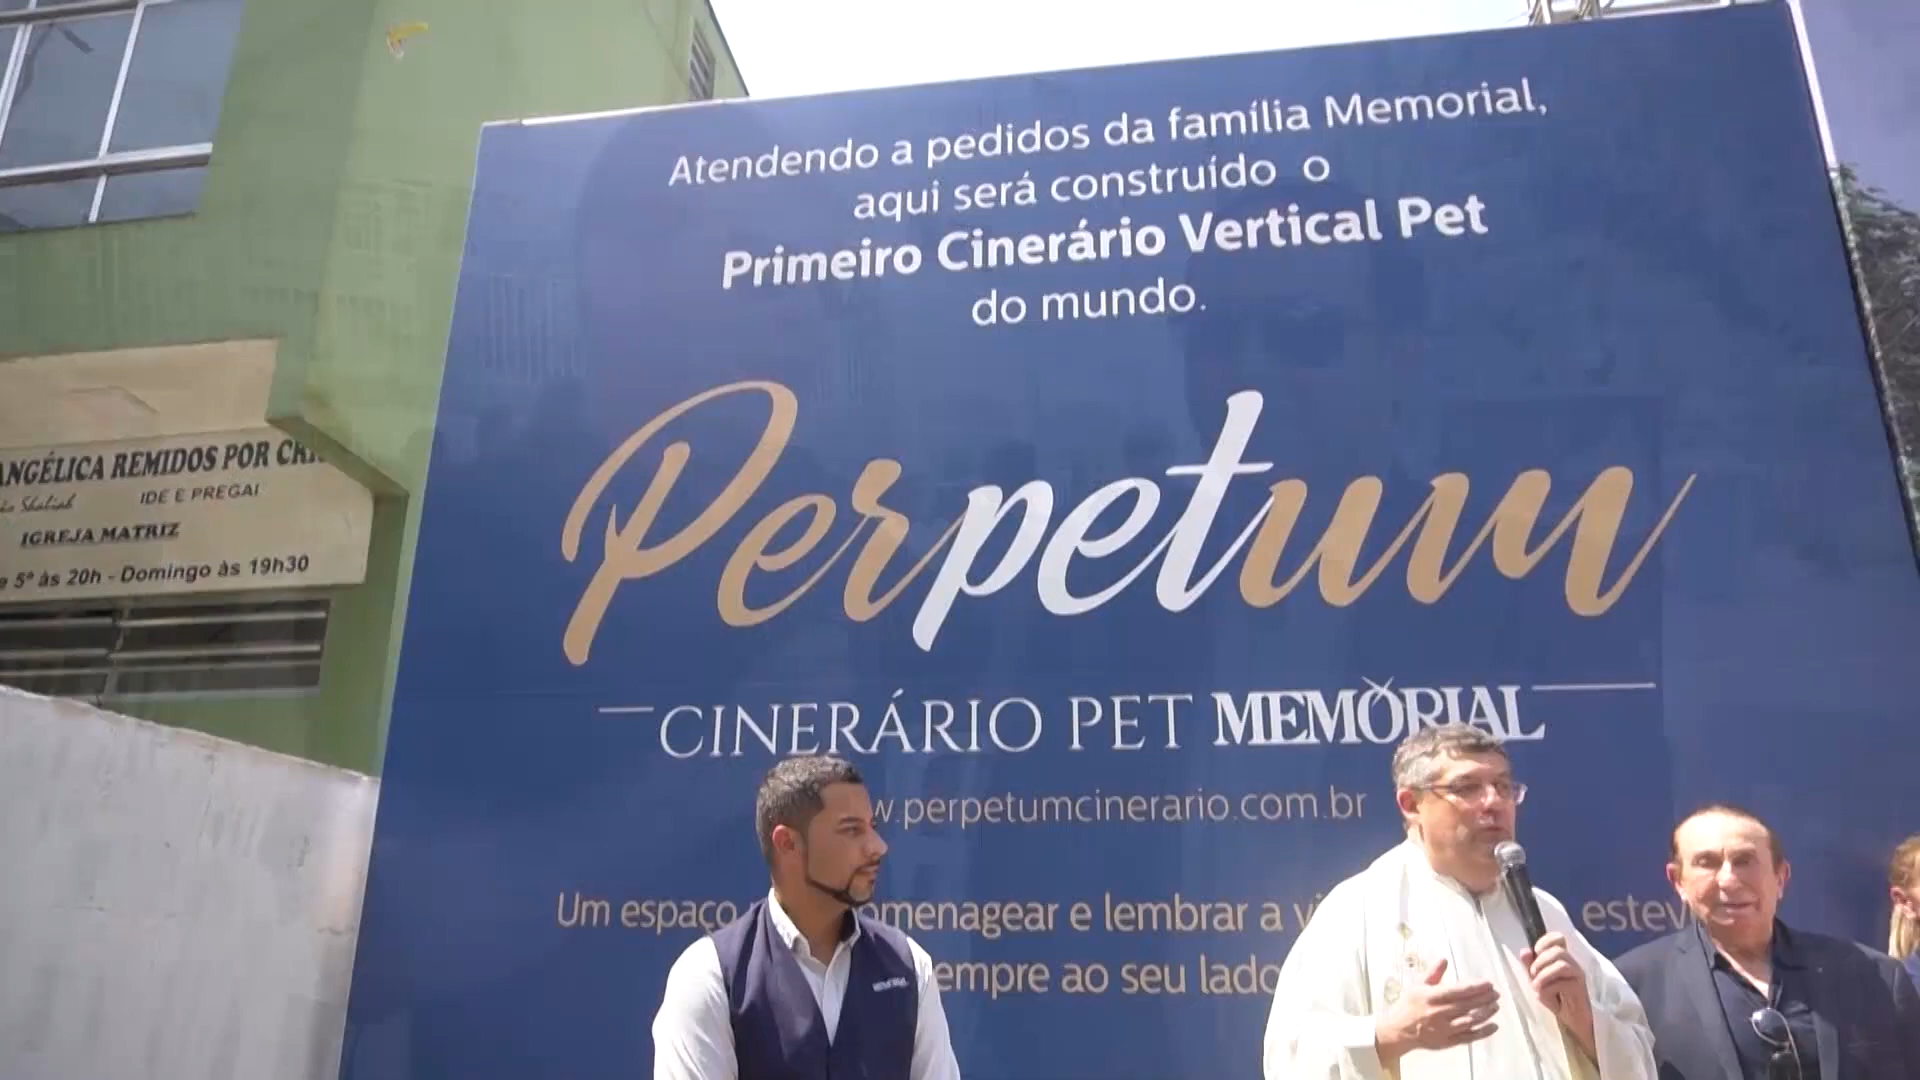 Atendendo a pedidos da família Memorial,
aqui será construído o
Primeiro Cinerário Vertical Pet
do mundo.
Perpetum
CINERÁRIO PET MEMORIAL
.perpetumcinerario.com.br
Um espaço omenagear e lembrar a estev
empre ao seu lado
ANGÉLICA REMIDOS POR
IDE E PREGAI
IGREJA MATRIZ
e 5ª às 20h - Domingo às 19h30